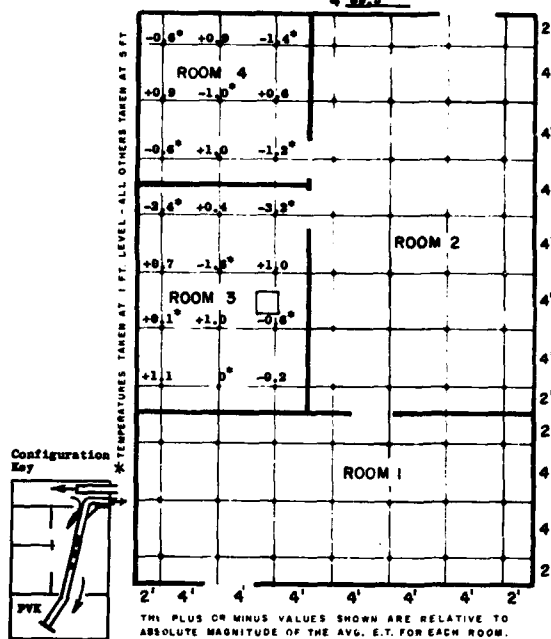 -0.6* +0.9 -1.4* 2'
ROOM 4 4'
+0.9 -1.0* +0.6
4'
-0.6* +1.0 -1.2*
4'
-2.4* +0.4 -3.2*
ROOM 2 4'
+0.7 -1.6* +1.0
ROOM 3 4'
+0.1* +1.0 -0.6*
4'
+1.1 0* -0.2
2'
2'
ROOM 1 4'
4'
2'
2' 4' 4' 4' 4' 4' 2'
* TEMPERATURES TAKEN AT 1 FT. LEVEL - ALL OTHERS TAKEN AT 5 FT
Configuration
Key
PVK
THE PLUS OR MINUS VALUES SHOWN ARE RELATIVE TO
ABSOLUTE MAGNITUDE OF THE AVG. E.T. FOR EACH ROOM.